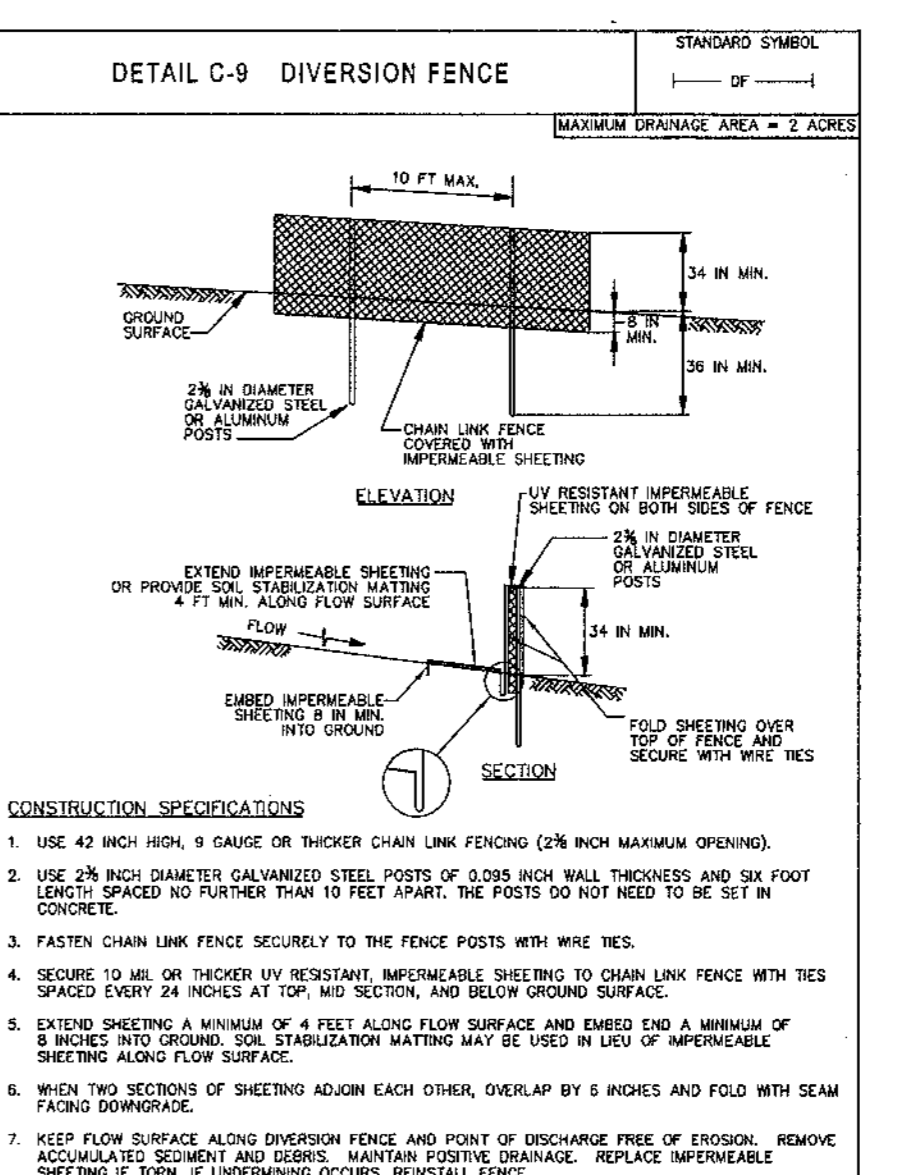 DETAIL C-9 DIVERSION FENCE
STANDARD SYMBOL
DF
MAXIMUM DRAINAGE AREA = 2 ACRES
10 FT MAX.
34 IN MIN.
GROUND
SURFACE
8 IN
MIN.
36 IN MIN.
2⅜ IN DIAMETER
GALVANIZED STEEL
OR ALUMINUM
POSTS
CHAIN LINK FENCE
COVERED WITH
IMPERMEABLE SHEETING
ELEVATION
UV RESISTANT IMPERMEABLE
SHEETING ON BOTH SIDES OF FENCE
2⅜ IN DIAMETER
GALVANIZED STEEL
OR ALUMINUM
POSTS
EXTEND IMPERMEABLE SHEETING
OR PROVIDE SOIL STABILIZATION MATTING
4 FT MIN. ALONG FLOW SURFACE
FLOW
34 IN MIN.
EMBED IMPERMEABLE
SHEETING 8 IN MIN.
INTO GROUND
FOLD SHEETING OVER
TOP OF FENCE AND
SECURE WITH WIRE TIES
SECTION
CONSTRUCTION SPECIFICATIONS
1. USE 42 INCH HIGH, 9 GAUGE OR THICKER CHAIN LINK FENCING (2⅜ INCH MAXIMUM OPENING).
2. USE 2⅜ INCH DIAMETER GALVANIZED STEEL POSTS OF 0.095 INCH WALL THICKNESS AND SIX FOOT
LENGTH SPACED NO FURTHER THAN 10 FEET APART. THE POSTS DO NOT NEED TO BE SET IN
CONCRETE.
3. FASTEN CHAIN LINK FENCE SECURELY TO THE FENCE POSTS WITH WIRE TIES.
4. SECURE 10 MIL OR THICKER UV RESISTANT, IMPERMEABLE SHEETING TO CHAIN LINK FENCE WITH TIES
SPACED EVERY 24 INCHES AT TOP, MID SECTION, AND BELOW GROUND SURFACE.
5. EXTEND SHEETING A MINIMUM OF 4 FEET ALONG FLOW SURFACE AND EMBED END A MINIMUM OF
8 INCHES INTO GROUND. SOIL STABILIZATION MATTING MAY BE USED IN LIEU OF IMPERMEABLE
SHEETING ALONG FLOW SURFACE.
6. WHEN TWO SECTIONS OF SHEETING ADJOIN EACH OTHER, OVERLAP BY 6 INCHES AND FOLD WITH SEAM
FACING DOWNGRADE.
7. KEEP FLOW SURFACE ALONG DIVERSION FENCE AND POINT OF DISCHARGE FREE OF EROSION. REMOVE
ACCUMULATED SEDIMENT AND DEBRIS. MAINTAIN POSITIVE DRAINAGE. REPLACE IMPERMEABLE
SHEETING IF TORN. IF UNDERMINING OCCURS, REINSTALL FENCE.